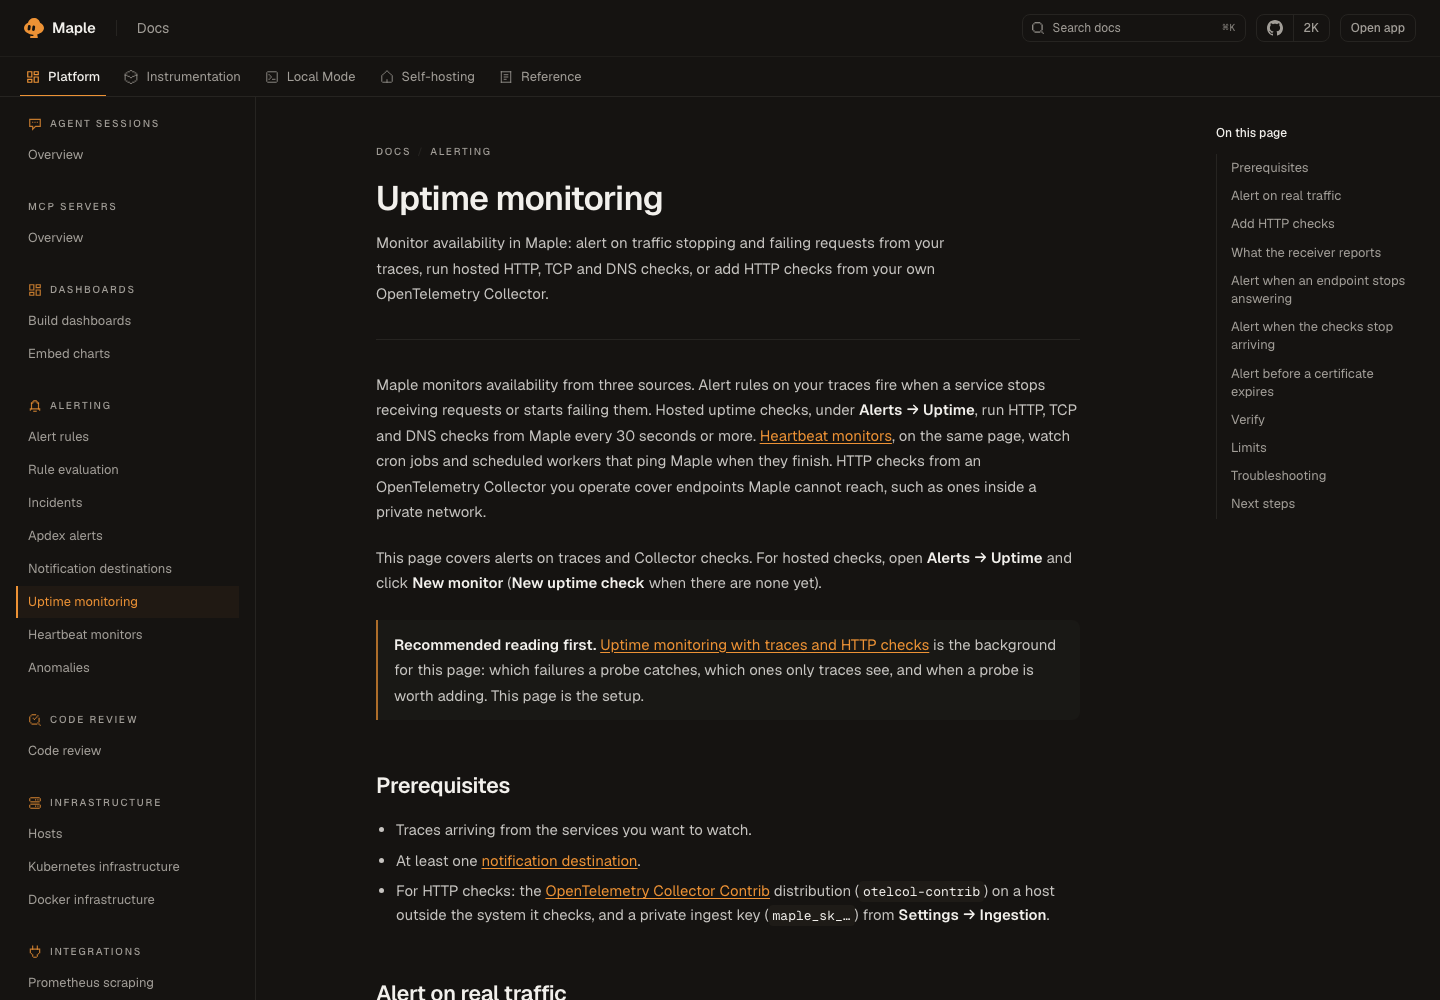 Maple
Docs
Search docs
⌘K
2K
Open app
Platform
Instrumentation
Local Mode
Self-hosting
Reference
AGENT SESSIONS
Overview
MCP SERVERS
Overview
DASHBOARDS
Build dashboards
Embed charts
ALERTING
Alert rules
Rule evaluation
Incidents
Apdex alerts
Notification destinations
Uptime monitoring
Heartbeat monitors
Anomalies
CODE REVIEW
Code review
INFRASTRUCTURE
Hosts
Kubernetes infrastructure
Docker infrastructure
INTEGRATIONS
Prometheus scraping
DOCS / ALERTING
Uptime monitoring
Monitor availability in Maple: alert on traffic stopping and failing requests from your
traces, run hosted HTTP, TCP and DNS checks, or add HTTP checks from your own
OpenTelemetry Collector.
Maple monitors availability from three sources. Alert rules on your traces fire when a service stops
receiving requests or starts failing them. Hosted uptime checks, under Alerts → Uptime, run HTTP, TCP
and DNS checks from Maple every 30 seconds or more. Heartbeat monitors, on the same page, watch
cron jobs and scheduled workers that ping Maple when they finish. HTTP checks from an
OpenTelemetry Collector you operate cover endpoints Maple cannot reach, such as ones inside a
private network.
This page covers alerts on traces and Collector checks. For hosted checks, open Alerts → Uptime and
click New monitor (New uptime check when there are none yet).
Recommended reading first. Uptime monitoring with traces and HTTP checks is the background
for this page: which failures a probe catches, which ones only traces see, and when a probe is
worth adding. This page is the setup.
Prerequisites
• Traces arriving from the services you want to watch.
• At least one notification destination.
• For HTTP checks: the OpenTelemetry Collector Contrib distribution (otelcol-contrib) on a host
outside the system it checks, and a private ingest key (maple_sk_…) from Settings → Ingestion.
Alert on real traffic
On this page
Prerequisites
Alert on real traffic
Add HTTP checks
What the receiver reports
Alert when an endpoint stops
answering
Alert when the checks stop
arriving
Alert before a certificate
expires
Verify
Limits
Troubleshooting
Next steps